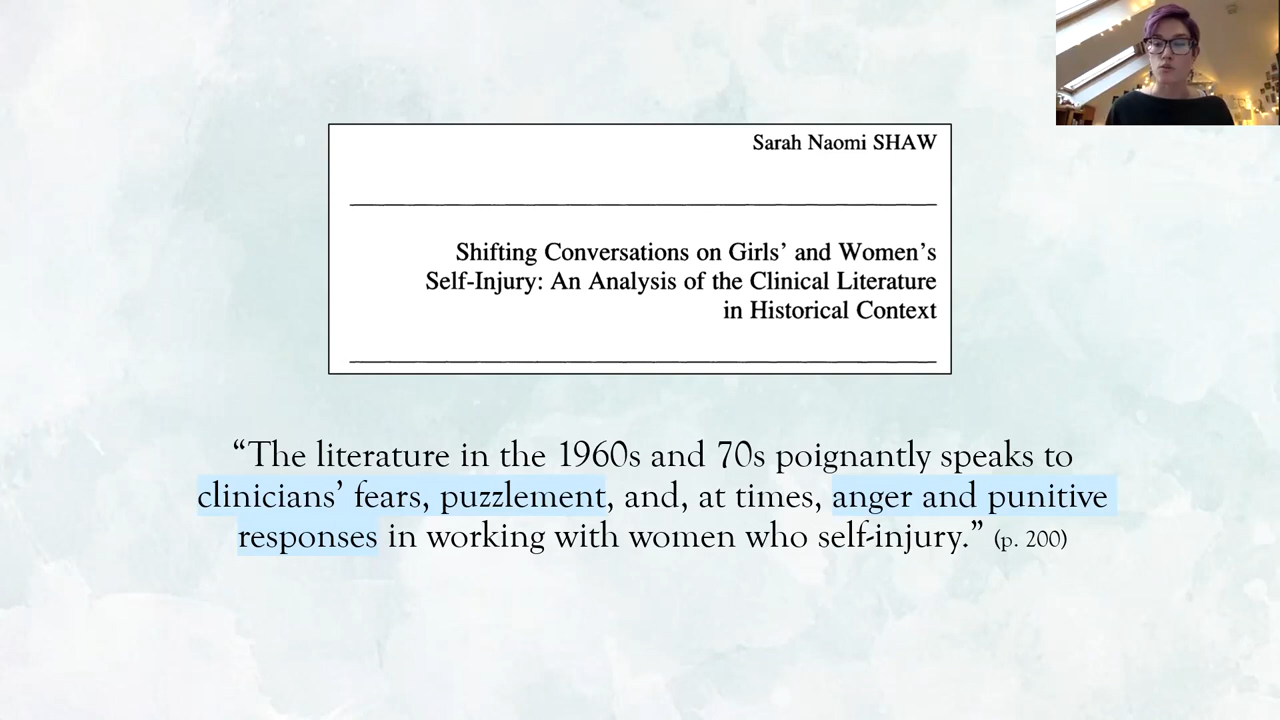 Sarah Naomi SHAW
Shifting Conversations on Girls’ and Women’s
Self-Injury: An Analysis of the Clinical Literature
in Historical Context
“The literature in the 1960s and 70s poignantly speaks to
clinicians’ fears, puzzlement, and, at times, anger and punitive
responses in working with women who self-injury.” (p. 200)